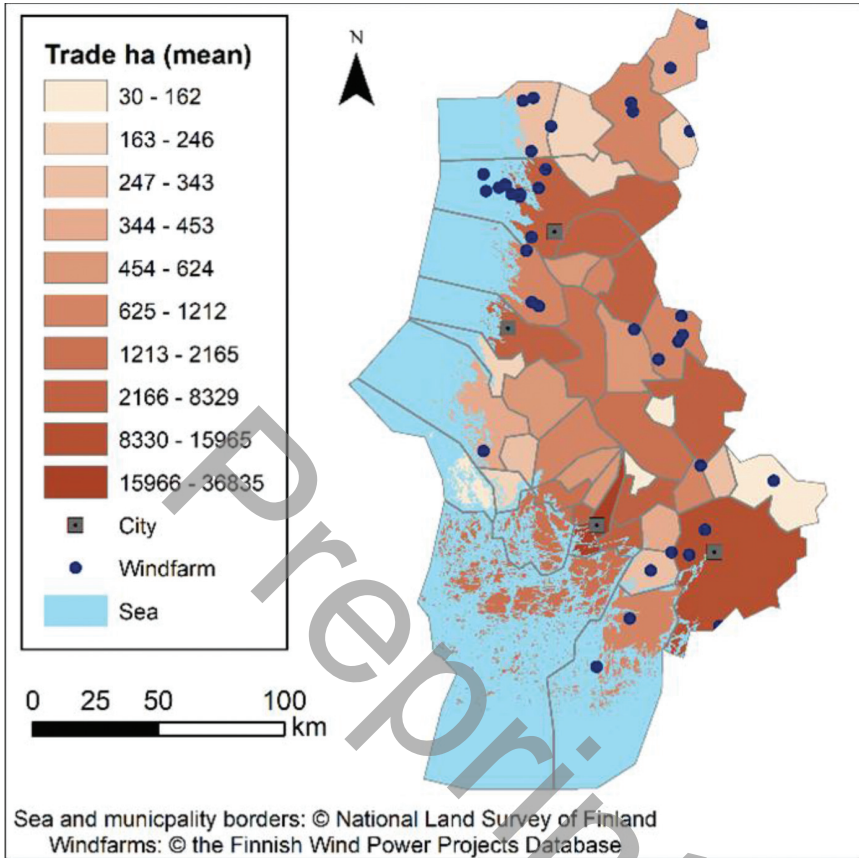 N
Trade ha (mean)
30 - 162
163 - 246
247 - 343
344 - 453
454 - 624
625 - 1212
1213 - 2165
2166 - 8329
8330 - 15965
15966 - 36835
City
Windfarm
Sea
0 25 50 100
km
Preprint
Sea and municpality borders: © National Land Survey of Finland
Windfarms: © the Finnish Wind Power Projects Database